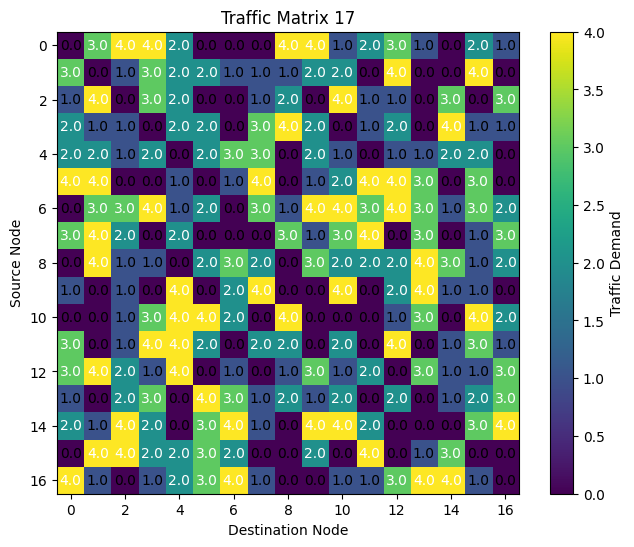 Traffic Matrix 17
0 0.0 3.0 4.0 4.0 2.0 0.0 0.0 0.0 4.0 4.0 1.0 2.0 3.0 1.0 0.0 2.0 1.0 4.0
3.0 0.0 1.0 3.0 2.0 2.0 1.0 1.0 1.0 2.0 2.0 0.0 4.0 0.0 0.0 4.0 0.0
2 1.0 4.0 0.0 3.0 2.0 0.0 0.0 1.0 2.0 0.0 4.0 1.0 1.0 0.0 3.0 0.0 3.0 3.5
2.0 1.0 1.0 0.0 2.0 2.0 0.0 3.0 4.0 2.0 0.0 1.0 2.0 0.0 4.0 1.0 1.0
4 2.0 2.0 1.0 2.0 0.0 2.0 3.0 3.0 0.0 2.0 1.0 0.0 1.0 1.0 2.0 2.0 0.0 3.0
4.0 4.0 0.0 0.0 1.0 0.0 1.0 4.0 0.0 1.0 2.0 4.0 4.0 3.0 0.0 3.0 0.0
6 0.0 3.0 3.0 4.0 1.0 2.0 0.0 3.0 1.0 4.0 4.0 3.0 4.0 3.0 1.0 3.0 2.0 2.5
3.0 4.0 2.0 0.0 2.0 0.0 0.0 0.0 3.0 1.0 3.0 4.0 0.0 3.0 0.0 1.0 3.0
8 0.0 4.0 1.0 1.0 0.0 2.0 3.0 2.0 0.0 3.0 2.0 2.0 2.0 4.0 3.0 1.0 2.0 2.0
1.0 0.0 1.0 0.0 4.0 0.0 2.0 4.0 0.0 0.0 4.0 0.0 2.0 4.0 1.0 1.0 0.0
10 0.0 0.0 1.0 3.0 4.0 4.0 2.0 0.0 4.0 0.0 0.0 0.0 1.0 3.0 0.0 4.0 2.0 1.5
3.0 0.0 1.0 4.0 4.0 2.0 0.0 2.0 2.0 0.0 2.0 0.0 4.0 0.0 1.0 3.0 1.0
12 3.0 4.0 2.0 1.0 4.0 0.0 1.0 0.0 1.0 3.0 1.0 2.0 0.0 3.0 1.0 1.0 3.0 1.0
1.0 0.0 2.0 3.0 0.0 4.0 3.0 1.0 2.0 1.0 2.0 0.0 2.0 0.0 1.0 2.0 3.0
14 2.0 1.0 4.0 2.0 0.0 3.0 4.0 1.0 0.0 4.0 4.0 2.0 0.0 0.0 0.0 3.0 4.0 0.5
0.0 4.0 4.0 2.0 2.0 3.0 2.0 0.0 0.0 2.0 0.0 4.0 0.0 1.0 3.0 0.0 0.0
16 4.0 1.0 0.0 1.0 2.0 3.0 4.0 1.0 0.0 0.0 1.0 1.0 3.0 4.0 4.0 1.0 0.0 0.0
0 2 4 6 8 10 12 14 16
Destination Node
Source Node
Traffic Demand